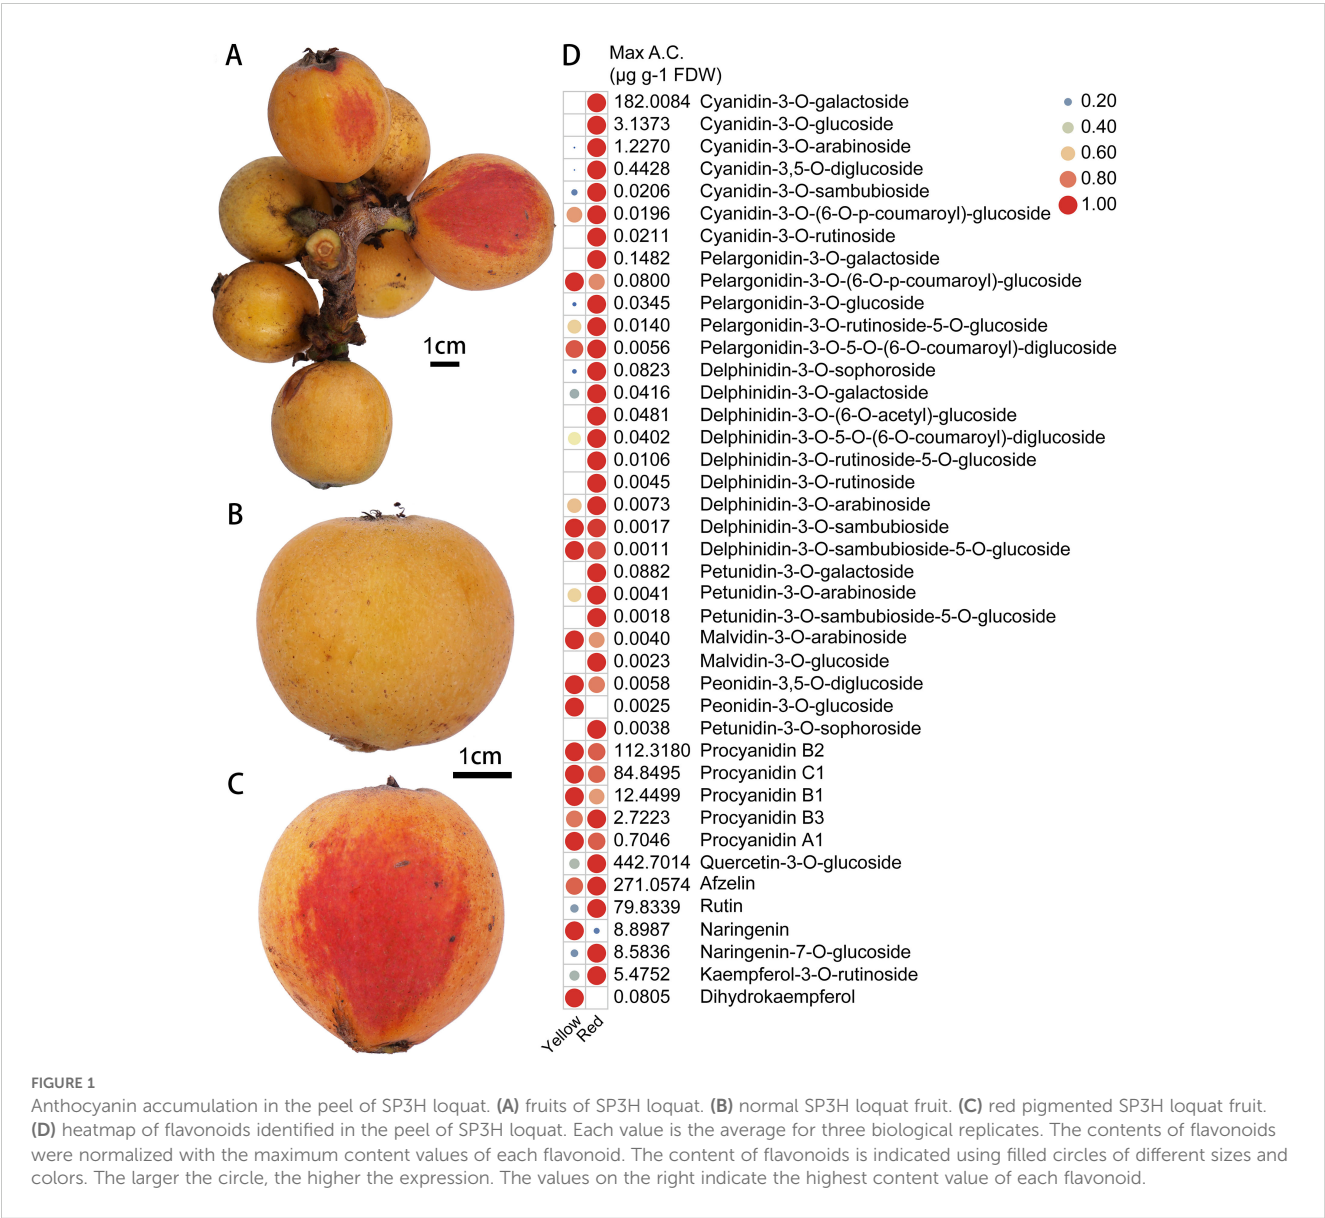 A
1cm
B
1cm
C
D
Max A.C.
(µg g-1 FDW)
182.0084 Cyanidin-3-O-galactoside
3.1373 Cyanidin-3-O-glucoside
1.2270 Cyanidin-3-O-arabinoside
0.4428 Cyanidin-3,5-O-diglucoside
0.0206 Cyanidin-3-O-sambubioside
0.0196 Cyanidin-3-O-(6-O-p-coumaroyl)-glucoside
0.0211 Cyanidin-3-O-rutinoside
0.1482 Pelargonidin-3-O-galactoside
0.0800 Pelargonidin-3-O-(6-O-p-coumaroyl)-glucoside
0.0345 Pelargonidin-3-O-glucoside
0.0140 Pelargonidin-3-O-rutinoside-5-O-glucoside
0.0056 Pelargonidin-3-O-5-O-(6-O-coumaroyl)-diglucoside
0.0823 Delphinidin-3-O-sophoroside
0.0416 Delphinidin-3-O-galactoside
0.0481 Delphinidin-3-O-(6-O-acetyl)-glucoside
0.0402 Delphinidin-3-O-5-O-(6-O-coumaroyl)-diglucoside
0.0106 Delphinidin-3-O-rutinoside-5-O-glucoside
0.0045 Delphinidin-3-O-rutinoside
0.0073 Delphinidin-3-O-arabinoside
0.0017 Delphinidin-3-O-sambubioside
0.0011 Delphinidin-3-O-sambubioside-5-O-glucoside
0.0882 Petunidin-3-O-galactoside
0.0041 Petunidin-3-O-arabinoside
0.0018 Petunidin-3-O-sambubioside-5-O-glucoside
0.0040 Malvidin-3-O-arabinoside
0.0023 Malvidin-3-O-glucoside
0.0058 Peonidin-3,5-O-diglucoside
0.0025 Peonidin-3-O-glucoside
0.0038 Petunidin-3-O-sophoroside
112.3180 Procyanidin B2
84.8495 Procyanidin C1
12.4499 Procyanidin B1
2.7223 Procyanidin B3
0.7046 Procyanidin A1
442.7014 Quercetin-3-O-glucoside
271.0574 Afzelin
79.8339 Rutin
8.8987 Naringenin
8.5836 Naringenin-7-O-glucoside
5.4752 Kaempferol-3-O-rutinoside
0.0805 Dihydrokaempferol
Yellow
Red
0.20
0.40
0.60
0.80
1.00
FIGURE 1
Anthocyanin accumulation in the peel of SP3H loquat. (A) fruits of SP3H loquat. (B) normal SP3H loquat fruit. (C) red pigmented SP3H loquat fruit.
(D) heatmap of flavonoids identified in the peel of SP3H loquat. Each value is the average for three biological replicates. The contents of flavonoids
were normalized with the maximum content values of each flavonoid. The content of flavonoids is indicated using filled circles of different sizes and
colors. The larger the circle, the higher the expression. The values on the right indicate the highest content value of each flavonoid.